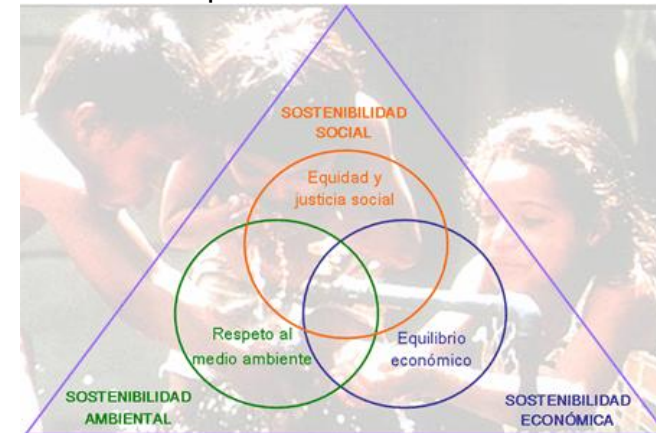 SOSTENIBILIDAD
SOCIAL
Equidad y
justicia social
Respeto al
medio ambiente
Equilibrio
económico
SOSTENIBILIDAD
AMBIENTAL
SOSTENIBILIDAD
ECONÓMICA